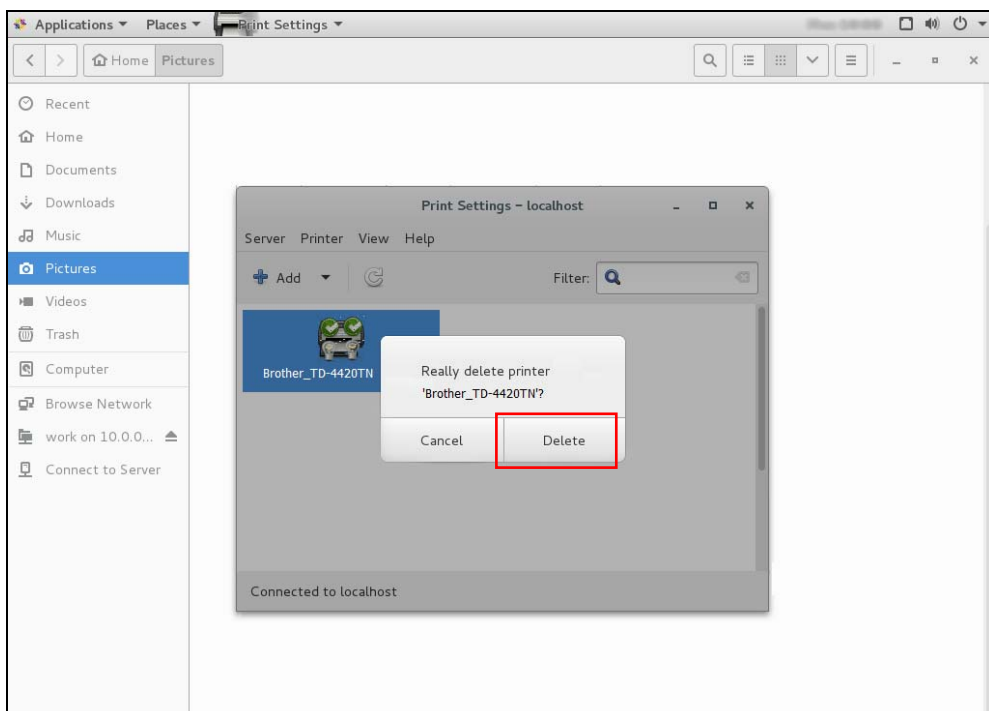 Applications Places Print Settings
Home Pictures
Recent
Home
Documents
Downloads
Music
Pictures
Videos
Trash
Computer
Browse Network
work on 10.0.0...
Connect to Server
Print Settings – localhost
Server Printer View Help
Add Filter:
Brother_TD-4420TN
Really delete printer
'Brother_TD-4420TN'?
Cancel Delete
Connected to localhost